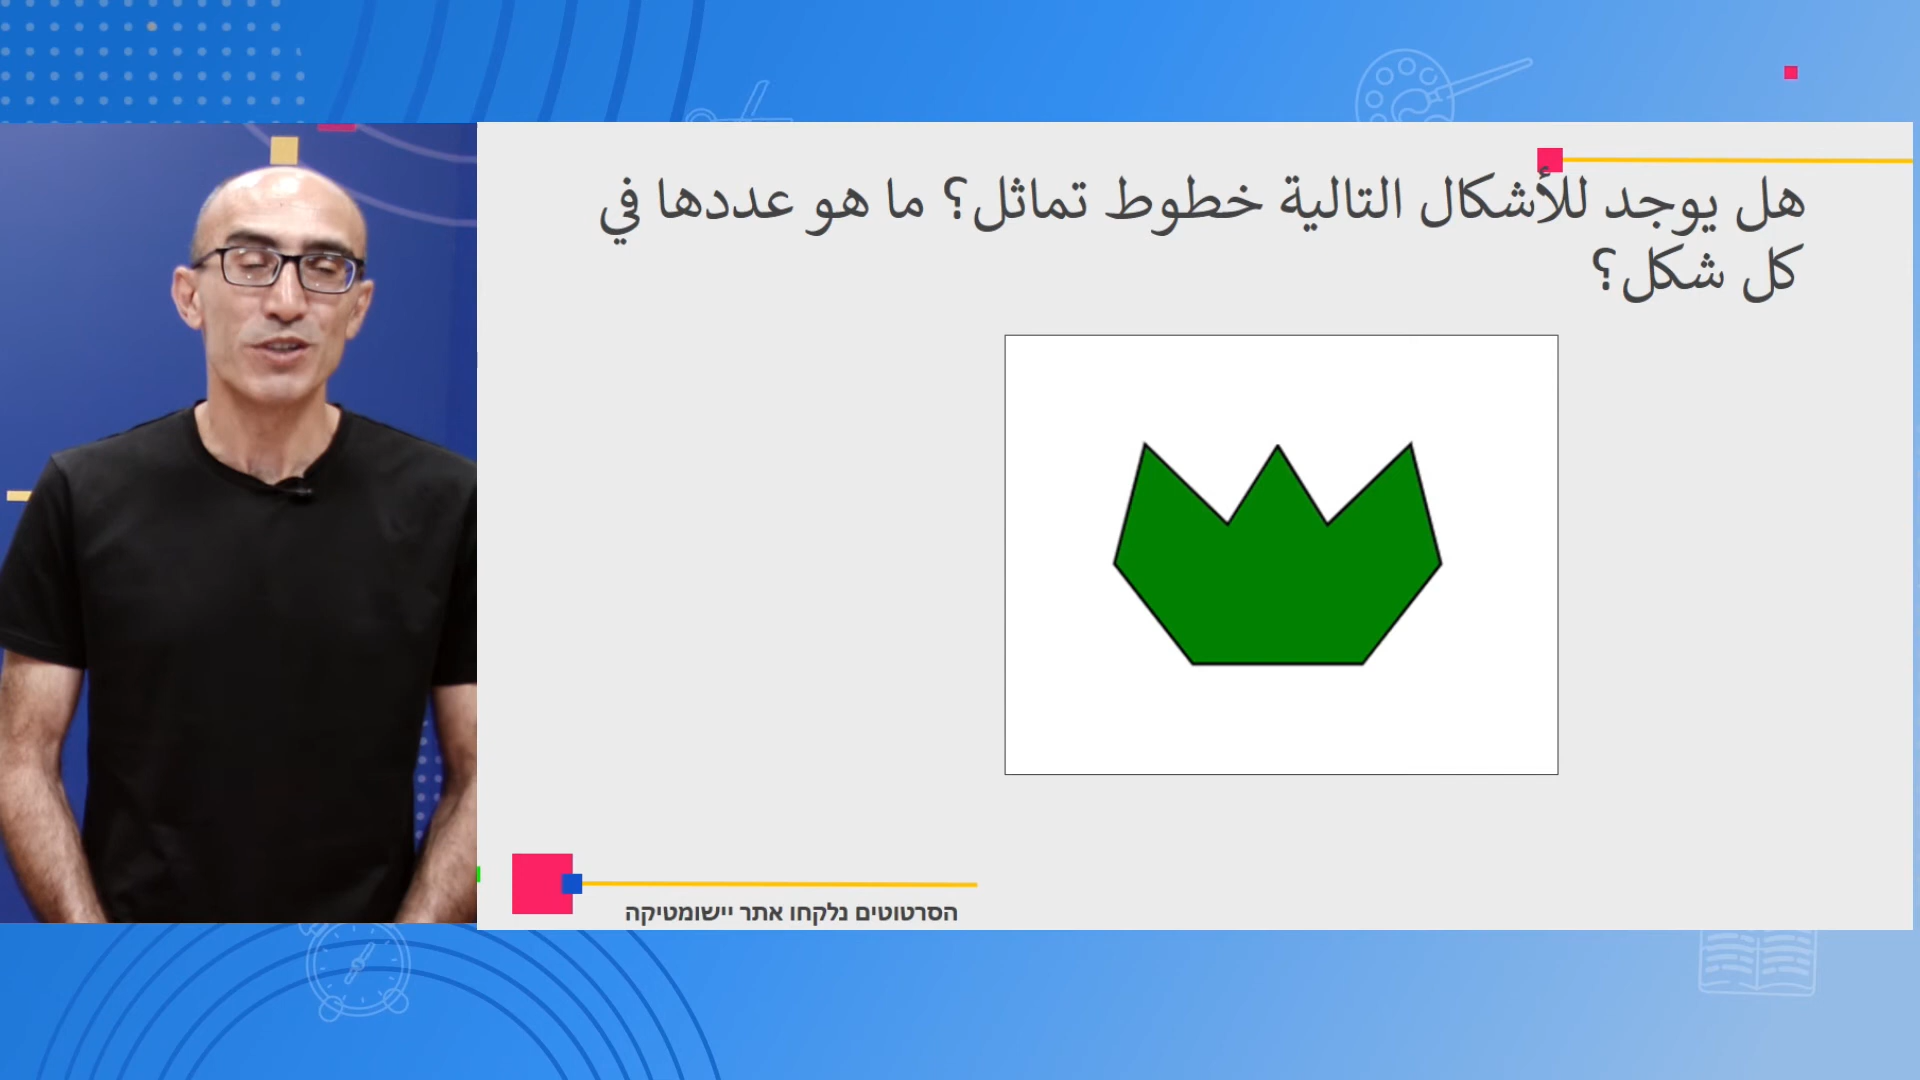 هل يوجد للأشكال التالية خطوط تماثل؟ ما هو عددها في
كل شكل؟
הסרטוטים נלקחו אתר יישומטיקה